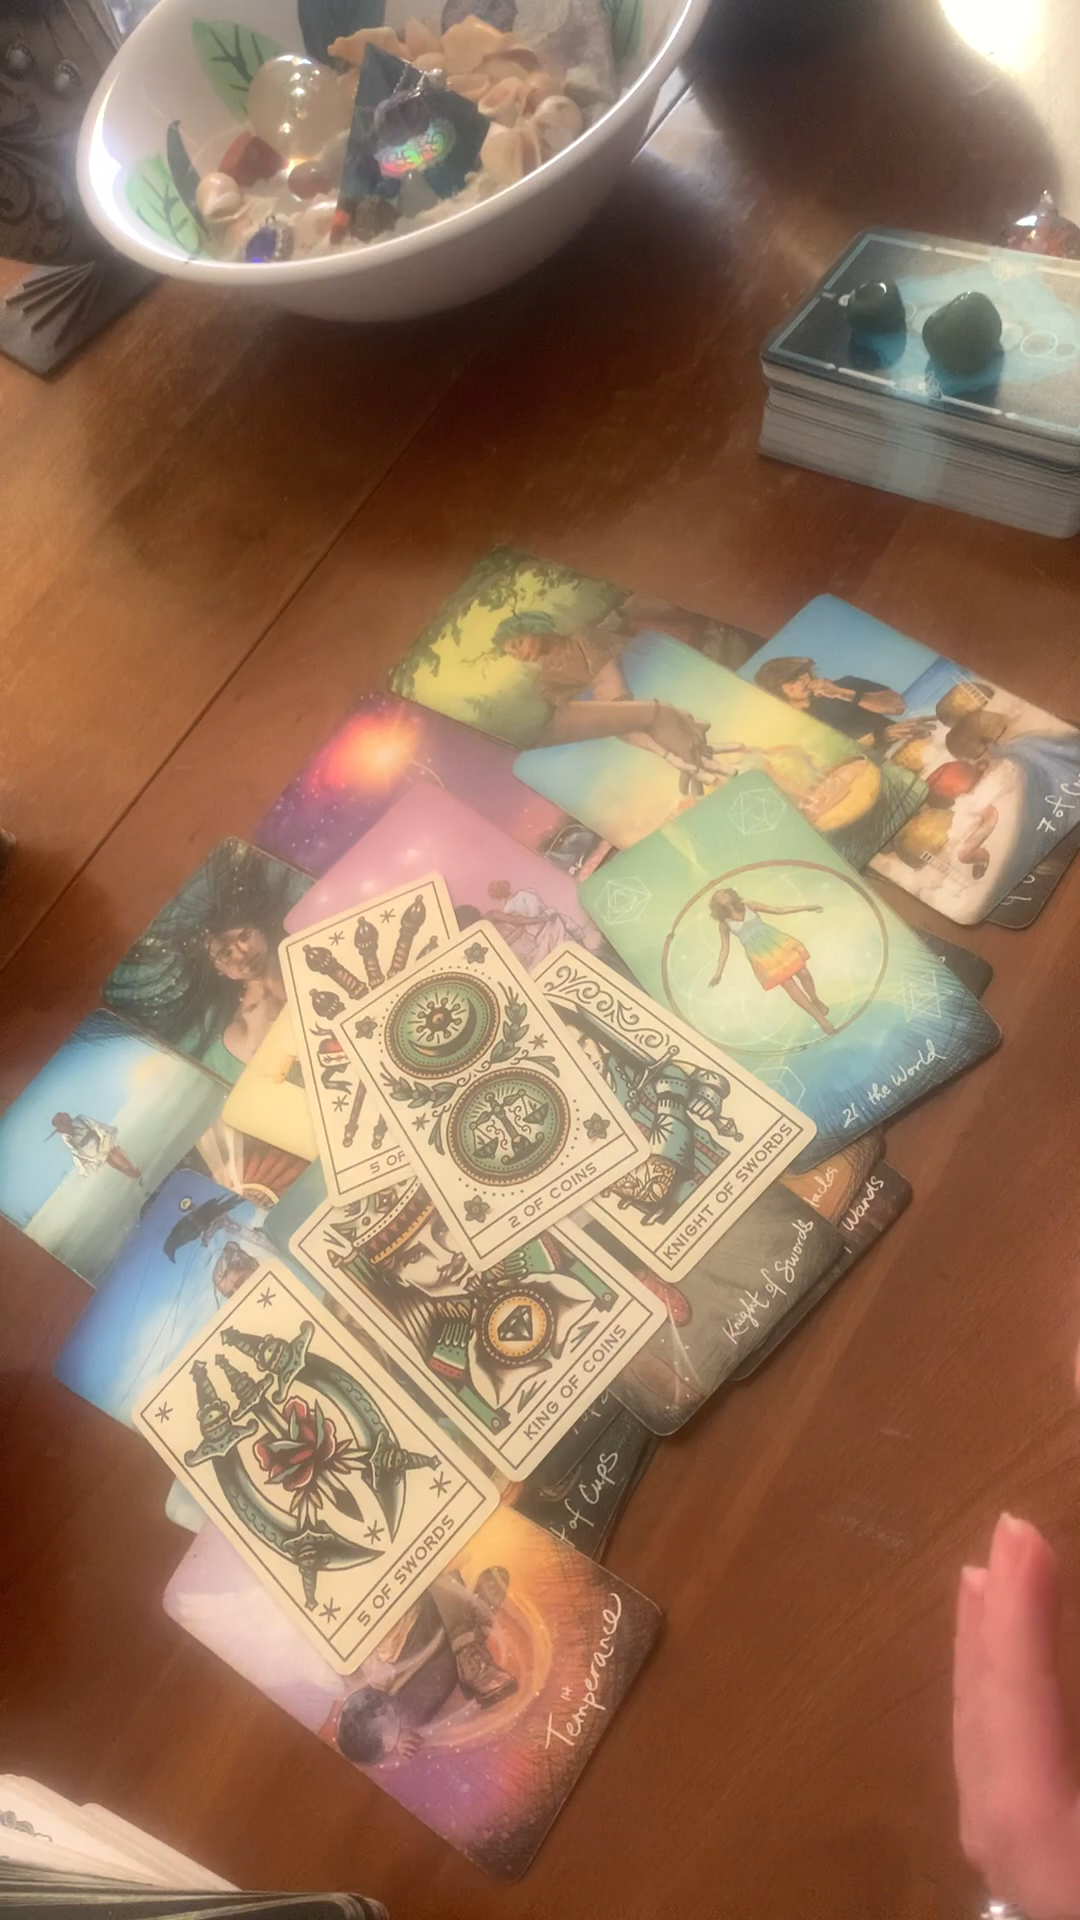 7 of
21 the World
Wands
Knight of Swords
5 OF
2 OF COINS
KNIGHT OF SWORDS
KING OF COINS
of Cups
5 OF SWORDS
14
Temperance